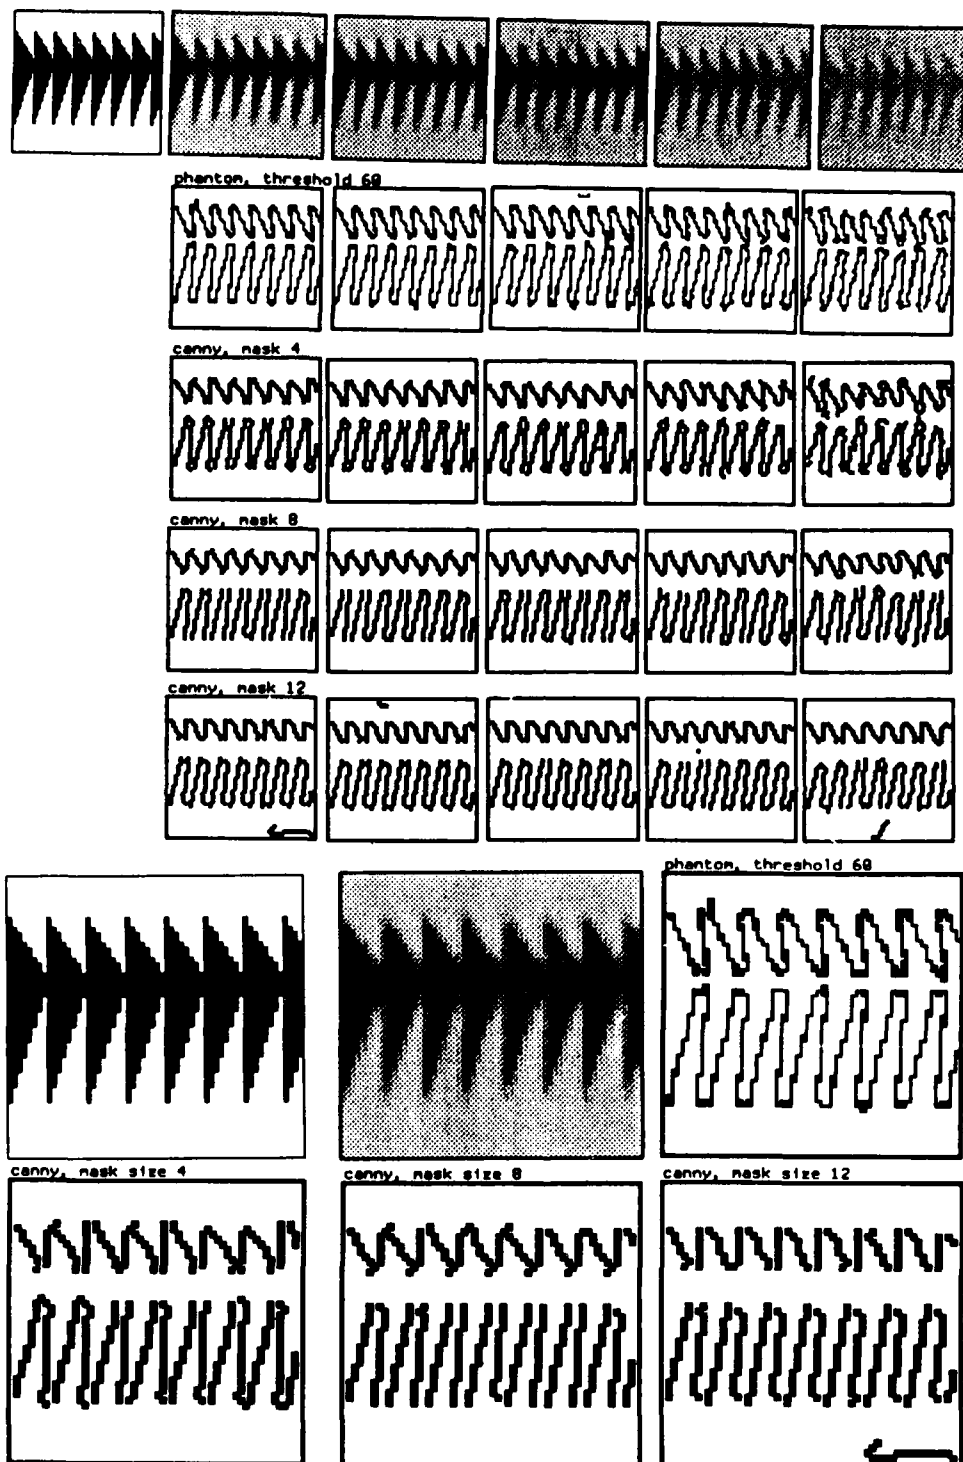 phantom, threshold 60
canny, mask 4
canny, mask 8
canny, mask 12
phantom, threshold 60
canny, mask size 4
canny, mask size 8
canny, mask size 12